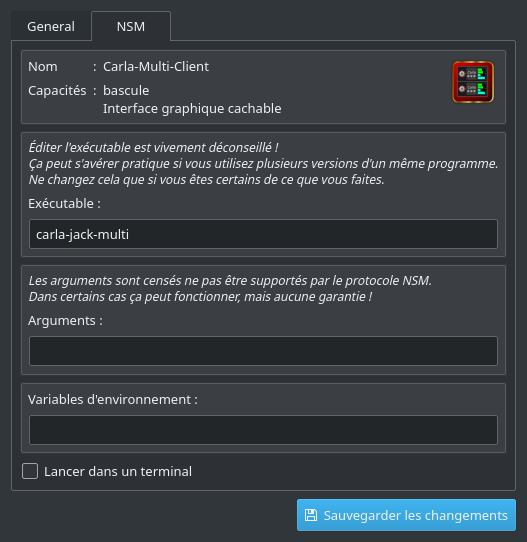 General
NSM
Nom : Carla-Multi-Client
Capacités : bascule
Interface graphique cachable
Éditer l'exécutable est vivement déconseillé !
Ça peut s'avérer pratique si vous utilisez plusieurs versions d'un même programme.
Ne changez cela que si vous êtes certains de ce que vous faites.
Exécutable :
carla-jack-multi
Les arguments sont censés ne pas être supportés par le protocole NSM.
Dans certains cas ça peut fonctionner, mais aucune garantie !
Arguments :
Variables d'environnement :
Lancer dans un terminal
Sauvegarder les changements